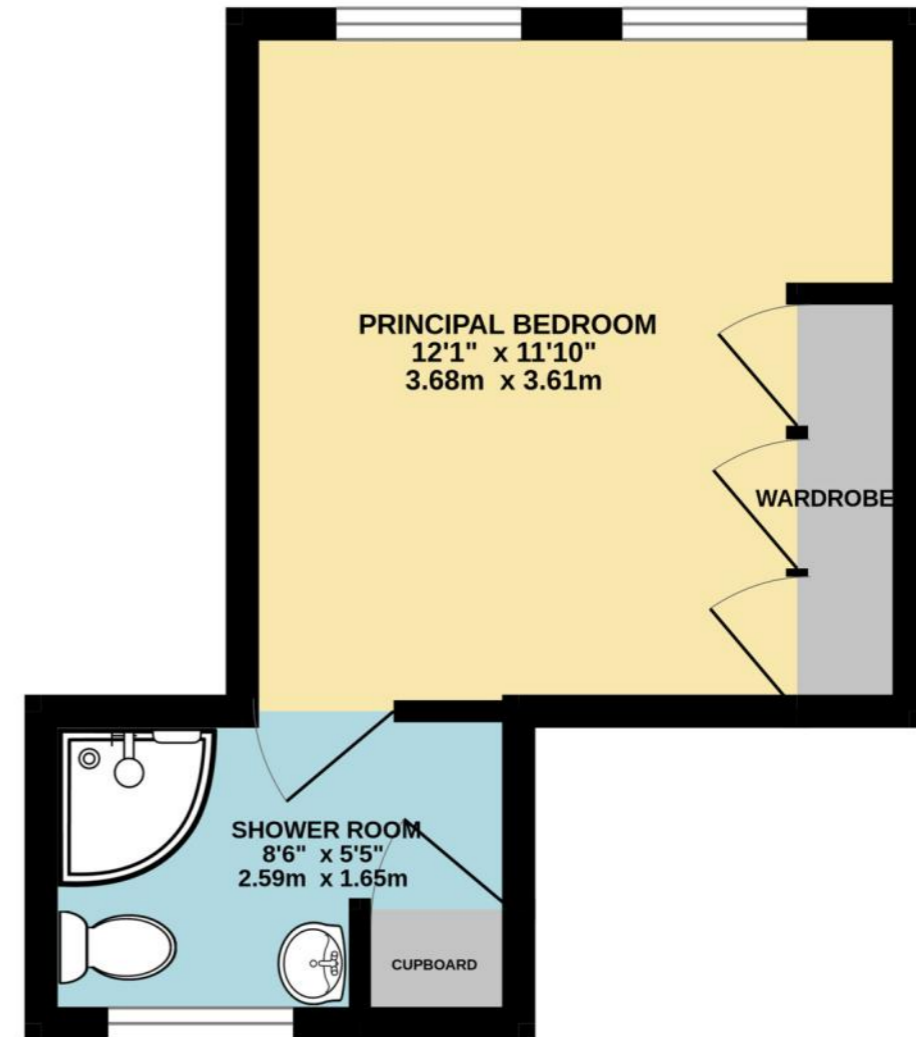 PRINCIPAL BEDROOM
12'1" x 11'10"
3.68m x 3.61m
WARDROBE
SHOWER ROOM
8'6" x 5'5"
2.59m x 1.65m
CUPBOARD